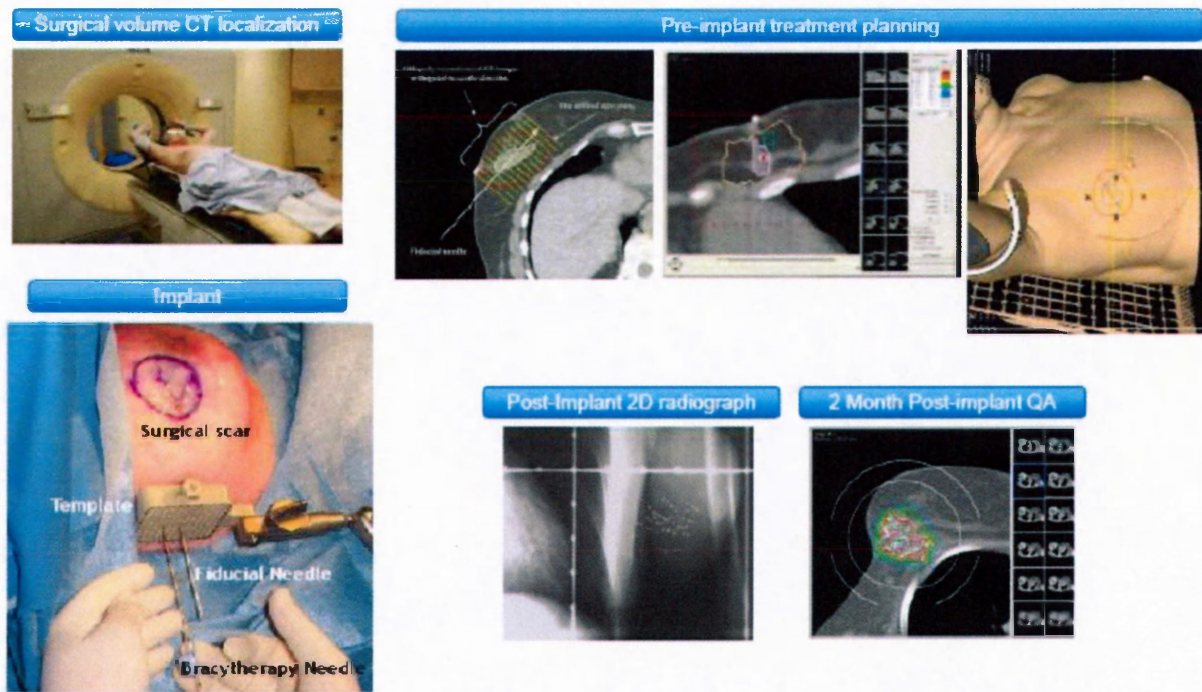 Surgical volume CT localization
Pre-implant treatment planning
Fiducial needle
Implant
Surgical scar
Template
Fiducial Needle
Bracytherapy Needle
Post-Implant 2D radiograph
2 Month Post-implant QA